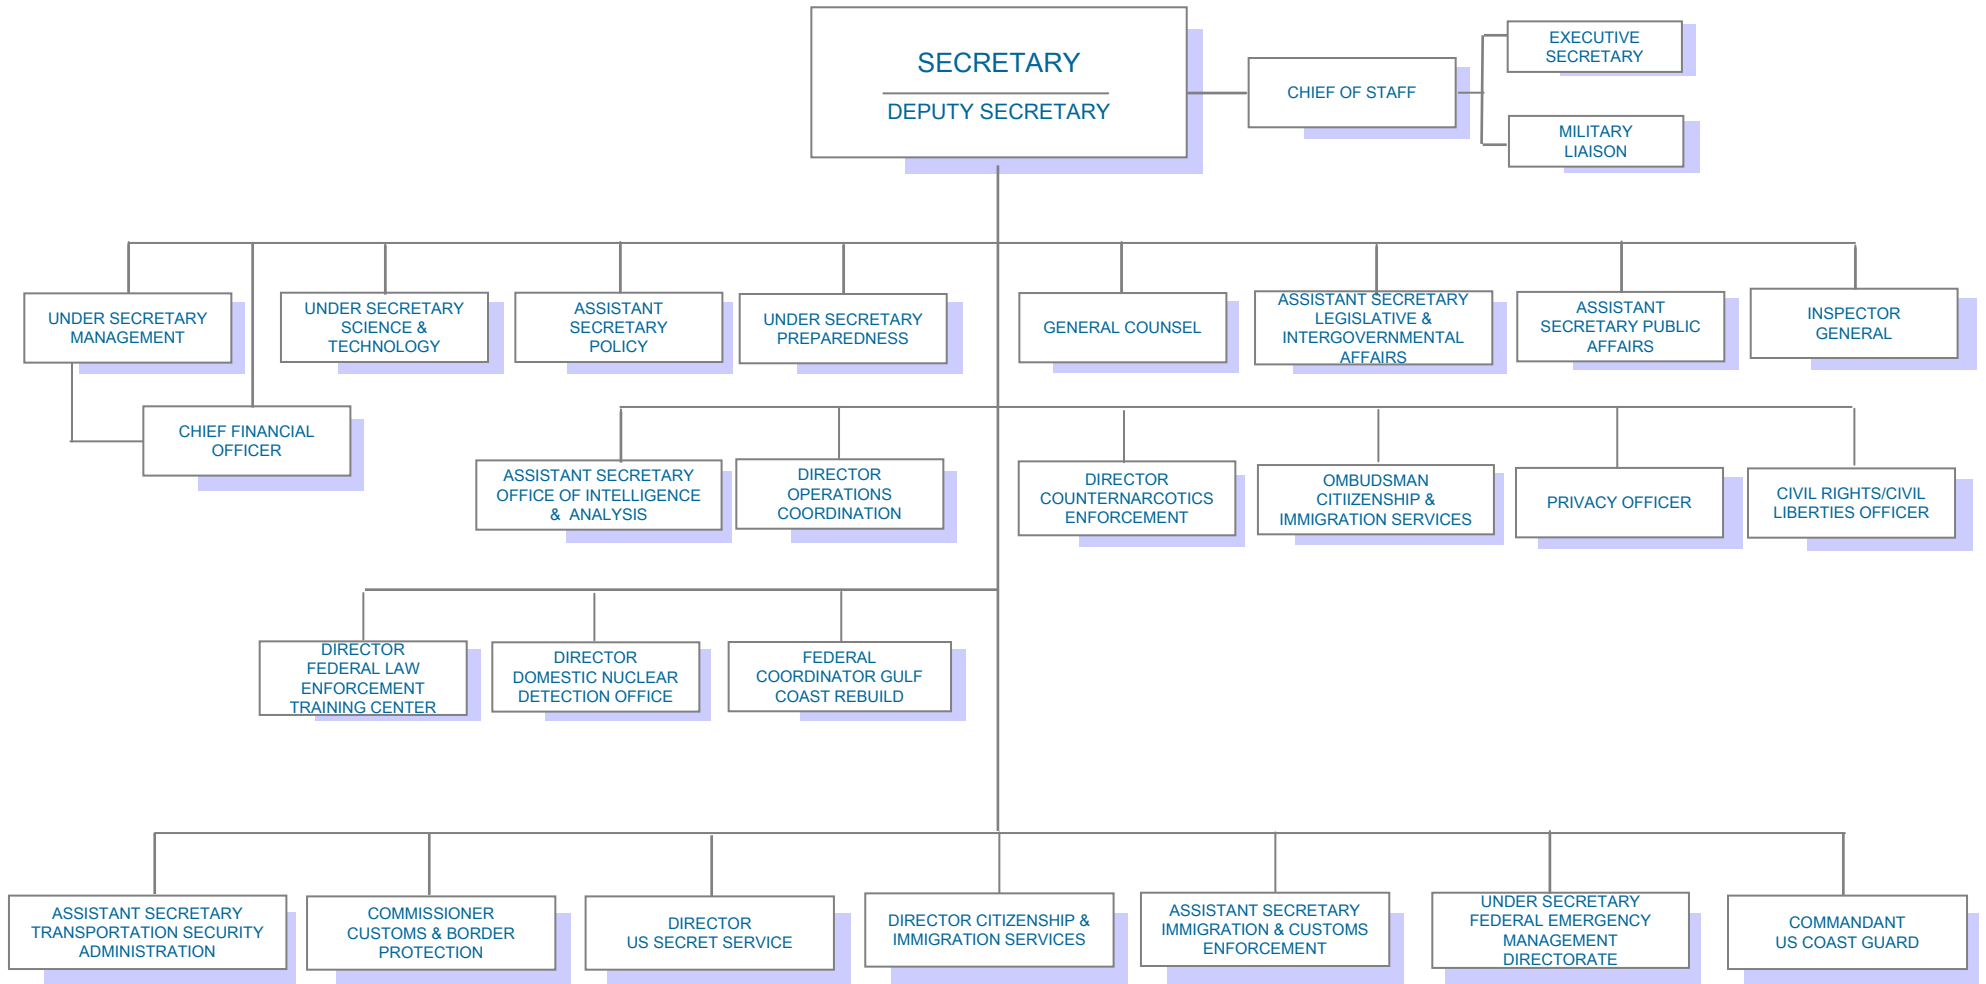 SECRETARY
DEPUTY SECRETARY
CHIEF OF STAFF
EXECUTIVE
SECRETARY
MILITARY
LIAISON
UNDER SECRETARY
MANAGEMENT
UNDER SECRETARY
SCIENCE &
TECHNOLOGY
ASSISTANT
SECRETARY
POLICY
UNDER SECRETARY
PREPAREDNESS
GENERAL COUNSEL
ASSISTANT SECRETARY
LEGISLATIVE &
INTERGOVERNMENTAL
AFFAIRS
ASSISTANT
SECRETARY PUBLIC
AFFAIRS
INSPECTOR
GENERAL
CHIEF FINANCIAL
OFFICER
ASSISTANT SECRETARY
OFFICE OF INTELLIGENCE
& ANALYSIS
DIRECTOR
OPERATIONS
COORDINATION
DIRECTOR
COUNTERNARCOTICS
ENFORCEMENT
OMBUDSMAN
CITIIZENSHIP &
IMMIGRATION SERVICES
PRIVACY OFFICER
CIVIL RIGHTS/CIVIL
LIBERTIES OFFICER
DIRECTOR
FEDERAL LAW
ENFORCEMENT
TRAINING CENTER
DIRECTOR
DOMESTIC NUCLEAR
DETECTION OFFICE
FEDERAL
COORDINATOR GULF
COAST REBUILD
ASSISTANT SECRETARY
TRANSPORTATION SECURITY
ADMINISTRATION
COMMISSIONER
CUSTOMS & BORDER
PROTECTION
DIRECTOR
US SECRET SERVICE
DIRECTOR CITIZENSHIP &
IMMIGRATION SERVICES
ASSISTANT SECRETARY
IMMIGRATION & CUSTOMS
ENFORCEMENT
UNDER SECRETARY
FEDERAL EMERGENCY
MANAGEMENT
DIRECTORATE
COMMANDANT
US COAST GUARD